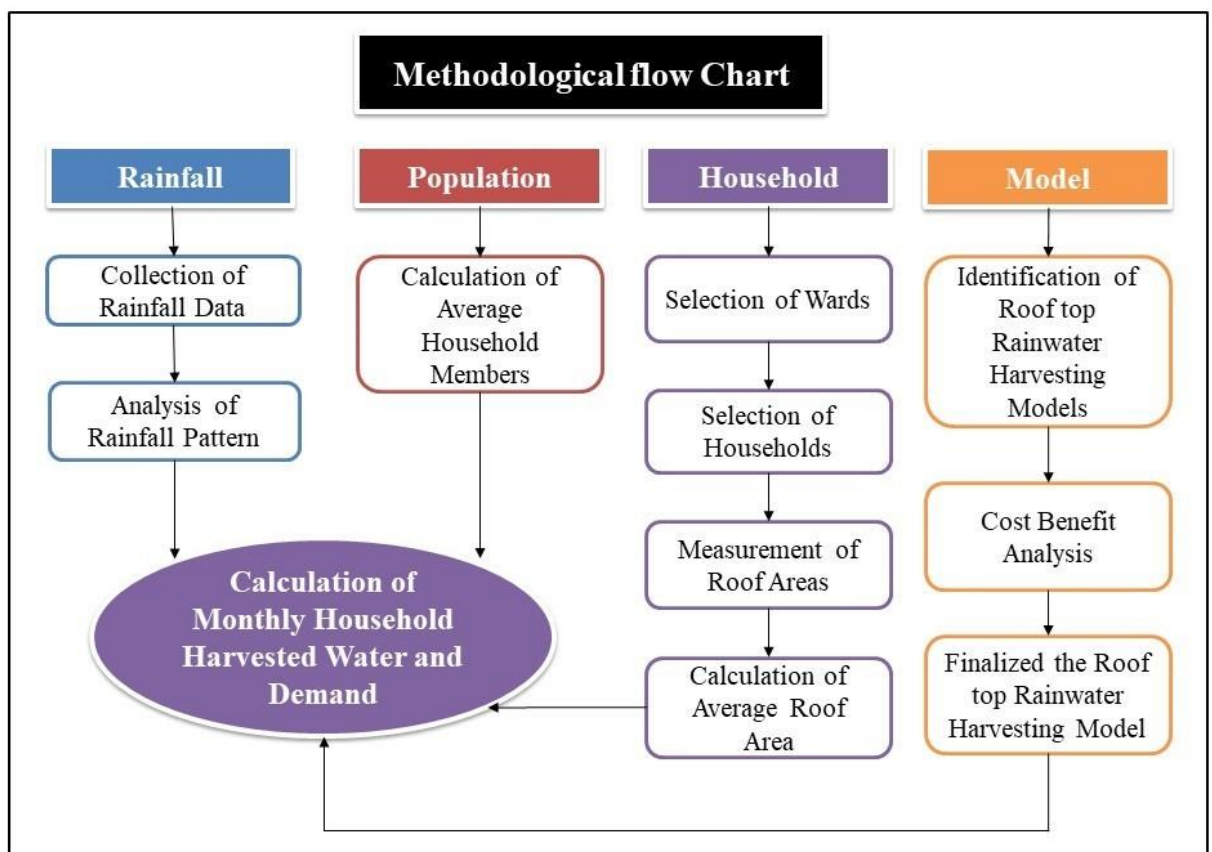 Methodological flow Chart
Rainfall
Collection of
Rainfall Data
Analysis of
Rainfall Pattern
Population
Calculation of
Average
Household
Members
Household
Selection of Wards
Selection of
Households
Measurement of
Roof Areas
Calculation of
Average Roof
Area
Model
Identification of
Roof top
Rainwater
Harvesting
Models
Cost Benefit
Analysis
Finalized the Roof
top Rainwater
Harvesting Model
Calculation of
Monthly Household
Harvested Water and
Demand